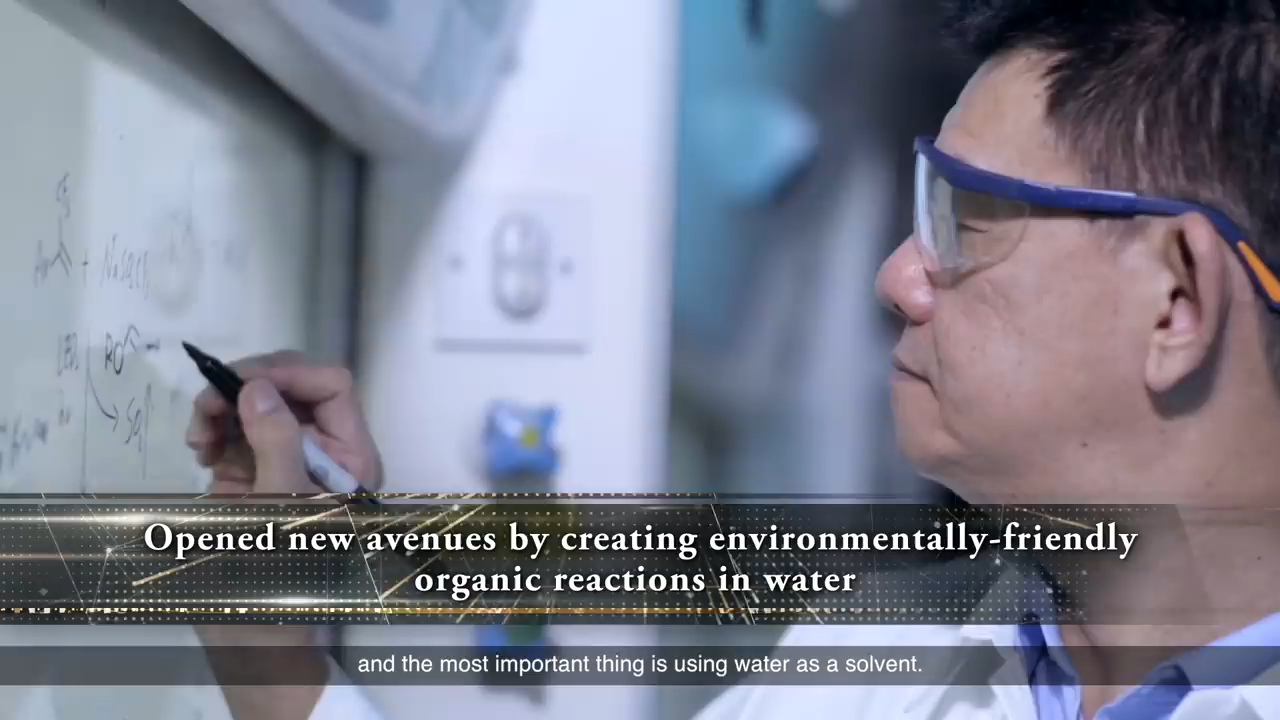 +
RO
Opened new avenues by creating environmentally-friendly
organic reactions in water
and the most important thing is using water as a solvent.